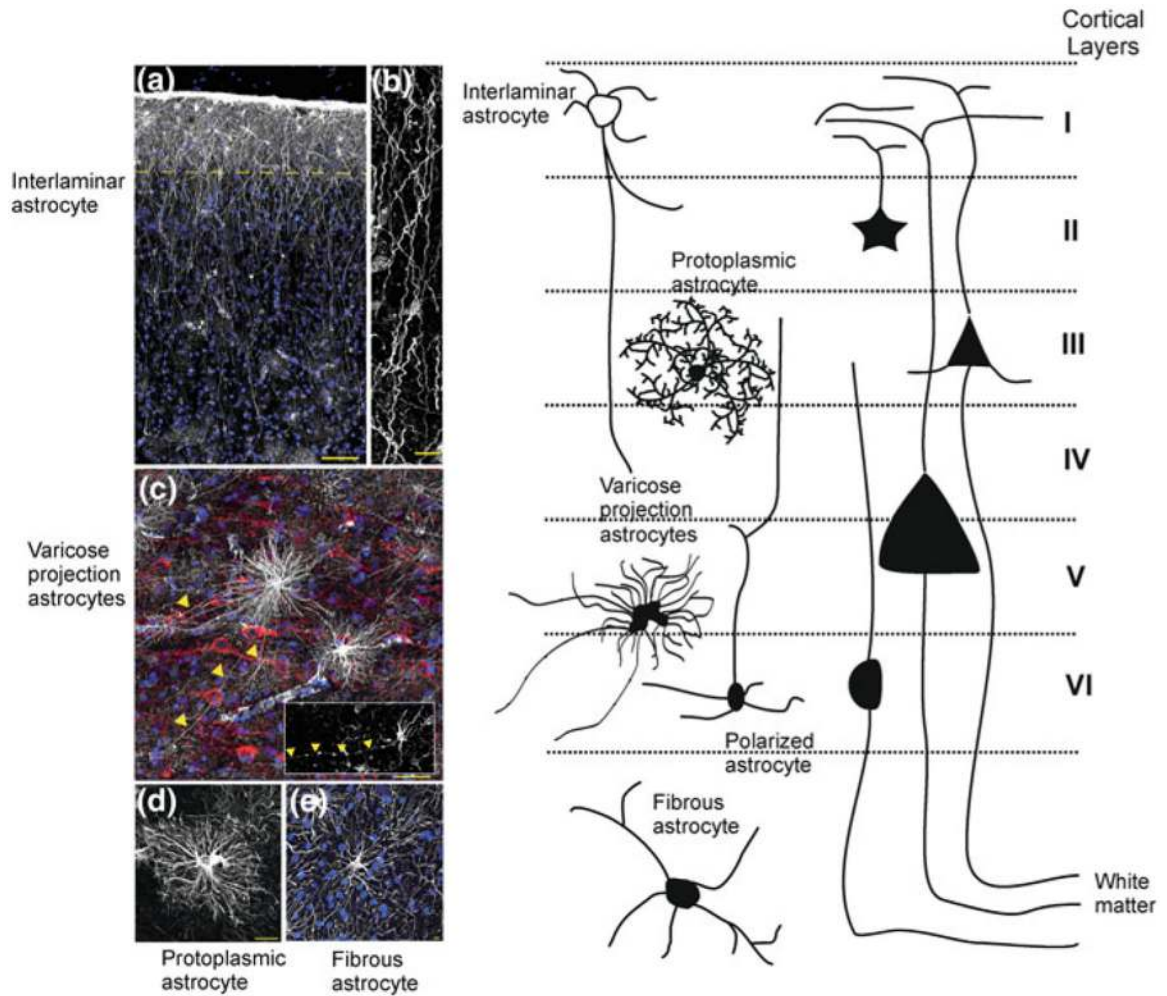 Cortical
Layers
(a)
(b)
Interlaminar
astrocyte
I
Interlaminar
astrocyte
II
Protoplasmic
astrocyte
III
IV
(c)
Varicose
projection
astrocytes
Varicose
projection
astrocytes
V
VI
Polarized
astrocyte
(d)
(e)
Fibrous
astrocyte
White
matter
Protoplasmic
astrocyte
Fibrous
astrocyte